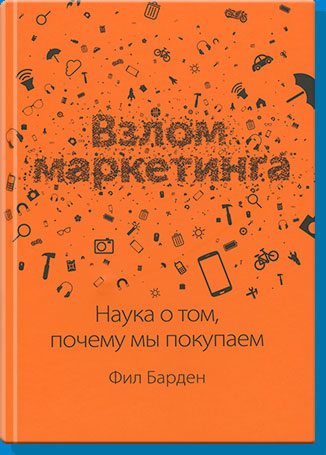 Взлом
маркетинга
Наука о том,
почему мы покупаем
Фил Барден